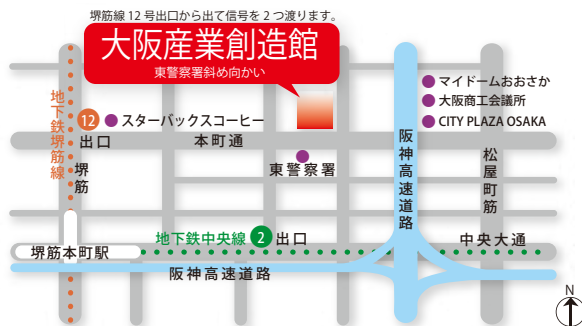 堺筋線12号出口から出て信号を2つ渡ります。
大阪産業創造館
東警察署斜め向かい
マイドームおおさか
大阪商工会議所
CITY PLAZA OSAKA
地下鉄堺筋線
12
出口
スターバックスコーヒー
本町通
堺筋
東警察署
阪神高速道路
松屋町筋
地下鉄中央線
2
出口
中央大通
堺筋本町駅
阪神高速道路
N